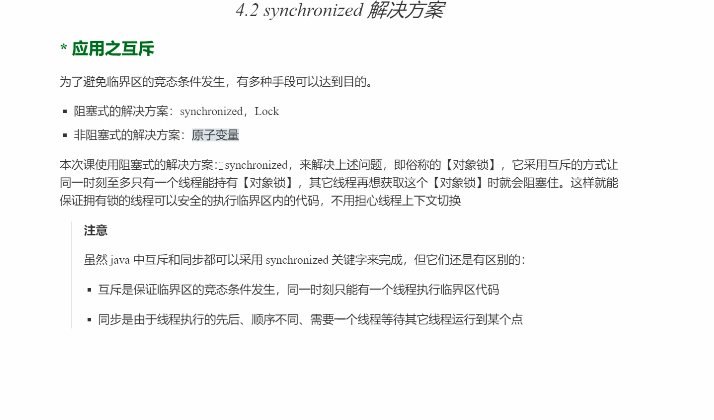 4.2 synchronized 解决方案
* 应用之互斥
为了避免临界区的竞态条件发生，有多种手段可以达到目的。
▪ 阻塞式的解决方案：synchronized，Lock
▪ 非阻塞式的解决方案：原子变量
本次课使用阻塞式的解决方案：synchronized，来解决上述问题，即俗称的【对象锁】，它采用互斥的方式让
同一时刻至多只有一个线程能持有【对象锁】，其它线程再想获取这个【对象锁】时就会阻塞住。这样就能
保证拥有锁的线程可以安全的执行临界区内的代码，不用担心线程上下文切换
注意
虽然 java 中互斥和同步都可以采用 synchronized 关键字来完成，但它们还是有区别的：
▪ 互斥是保证临界区的竞态条件发生，同一时刻只能有一个线程执行临界区代码
▪ 同步是由于线程执行的先后、顺序不同、需要一个线程等待其它线程运行到某个点